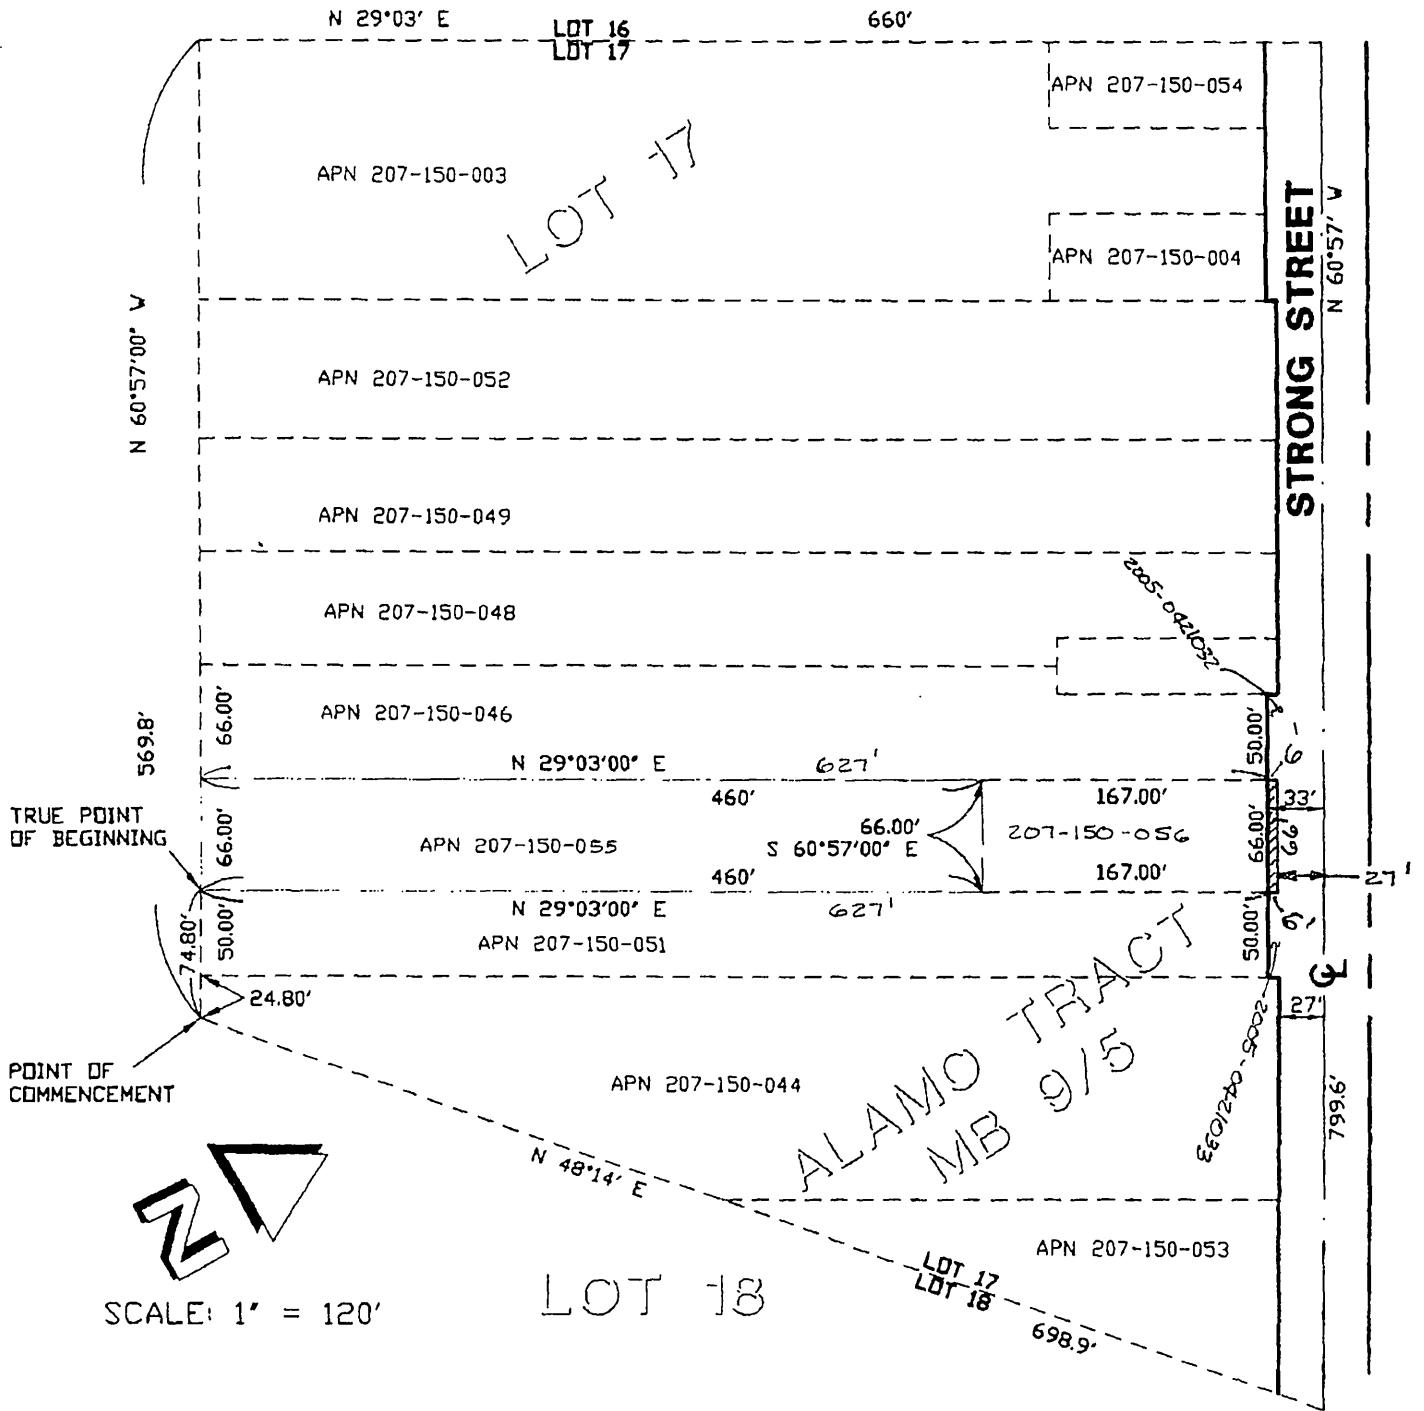 N 29°03' E
LOT 16
LOT 17
660'
APN 207-150-054
APN 207-150-003
LOT 17
APN 207-150-004
STRONG STREET
N 60°57' W
N 60°57'00" W
APN 207-150-052
APN 207-150-049
2005-0421032
APN 207-150-048
569.8'
66.00'
APN 207-150-046
50.00'
6'
N 29°03'00" E
627'
460'
167.00'
33'
TRUE POINT
OF BEGINNING
66.00'
APN 207-150-055
66.00'
S 60°57'00" E
207-150-056
66.00'
66'
460'
167.00'
27'
N 29°03'00" E
627'
74.80'
50.00'
APN 207-150-051
50.00'
6'
24.80'
27'
2005-0421033
POINT OF
COMMENCEMENT
APN 207-150-044
ALAMO TRACT
MB 9/5
799.6'
N 48°14' E
N
APN 207-150-053
LOT 17
LOT 18
SCALE: 1" = 120'
LOT 18
698.9'